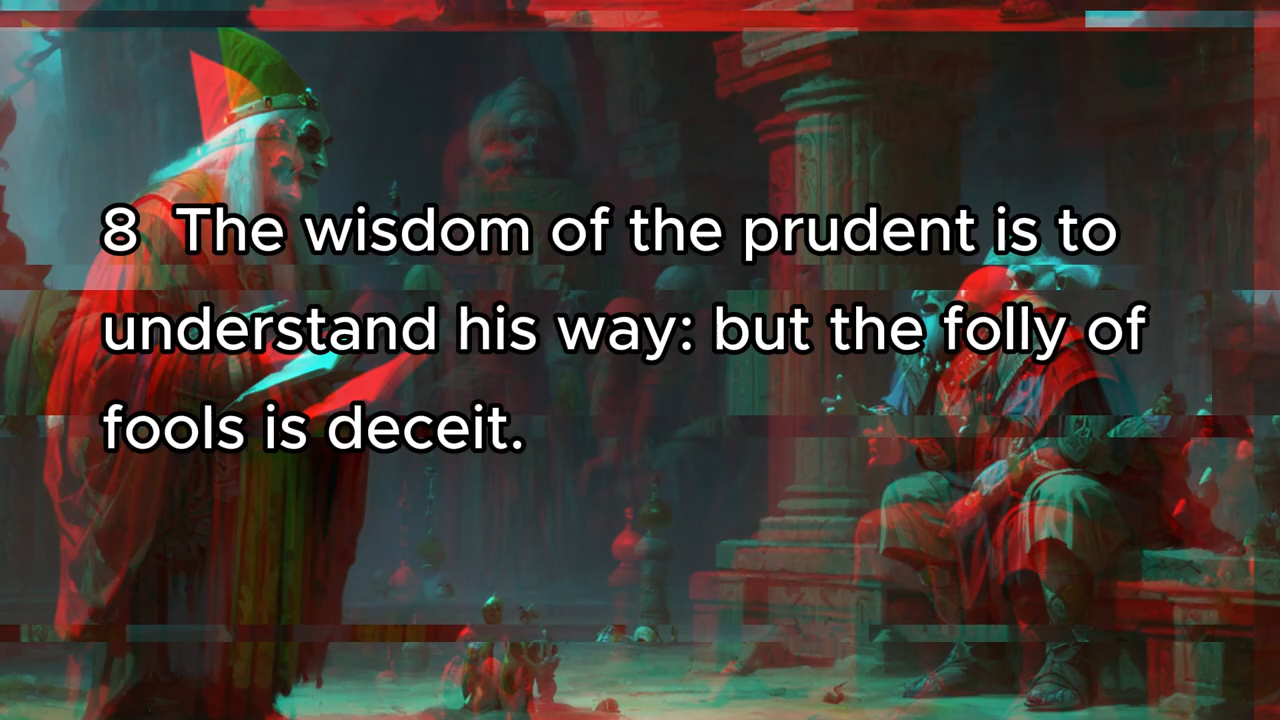 8 The wisdom of the prudent is to
understand his way: but the folly of
fools is deceit.